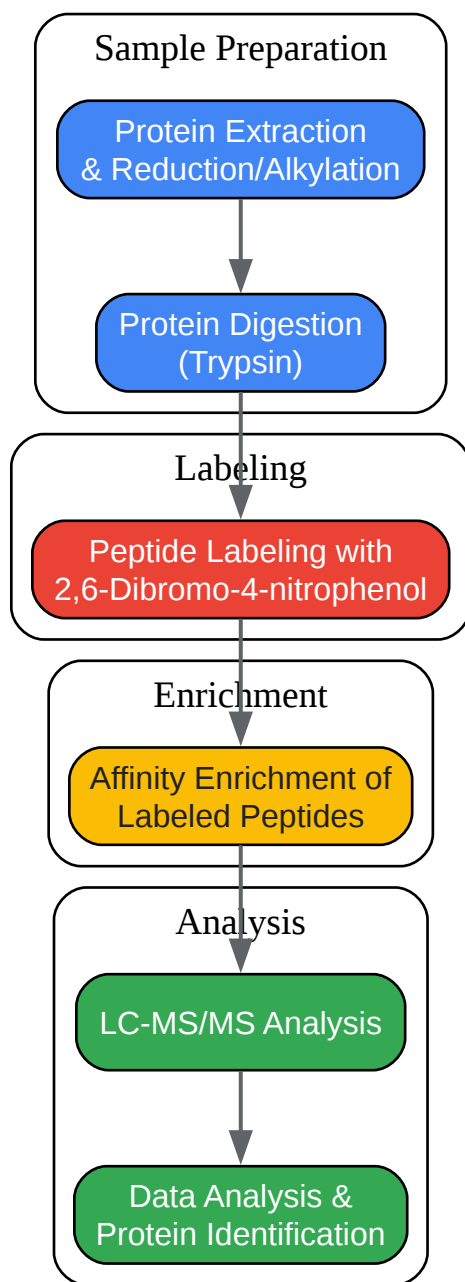 Sample Preparation
Protein Extraction
& Reduction/Alkylation
Protein Digestion
(Trypsin)
Labeling
Peptide Labeling with
2,6-Dibromo-4-nitrophenol
Enrichment
Affinity Enrichment of
Labeled Peptides
Analysis
LC-MS/MS Analysis
Data Analysis &
Protein Identification